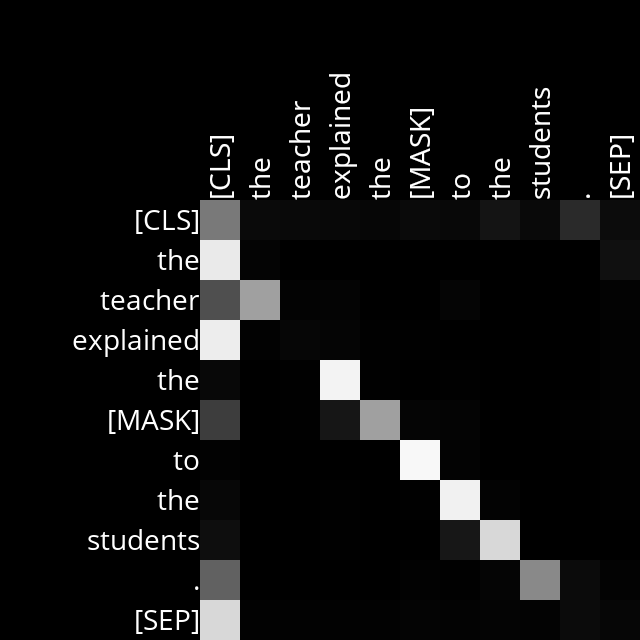 [CLS]
the
teacher
explained
the
[MASK]
to
the
students
.
[SEP]
[CLS]
the
teacher
explained
the
[MASK]
to
the
students
.
[SEP]